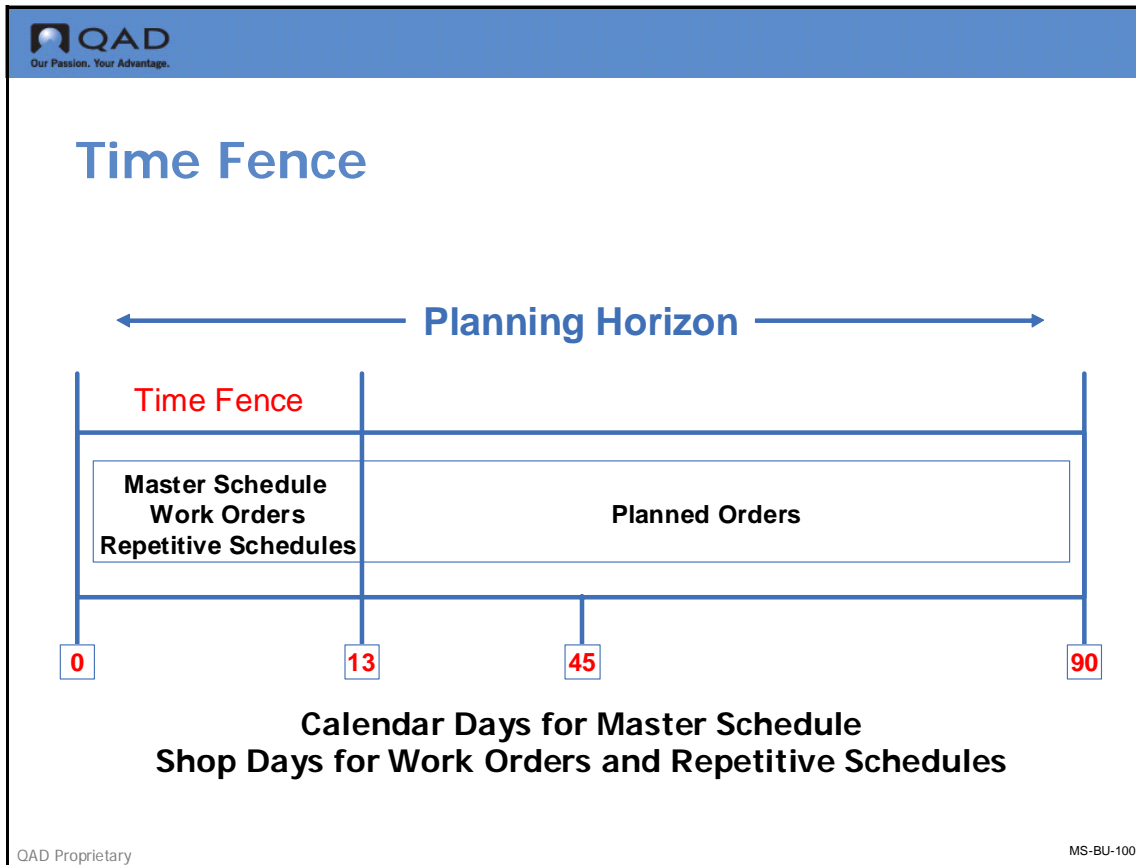 QAD
Our Passion. Your Advantage.
Time Fence
Planning Horizon
Time Fence
Master Schedule
Work Orders
Repetitive Schedules
Planned Orders
0
13
45
90
Calendar Days for Master Schedule
Shop Days for Work Orders and Repetitive Schedules
QAD Proprietary
MS-BU-100